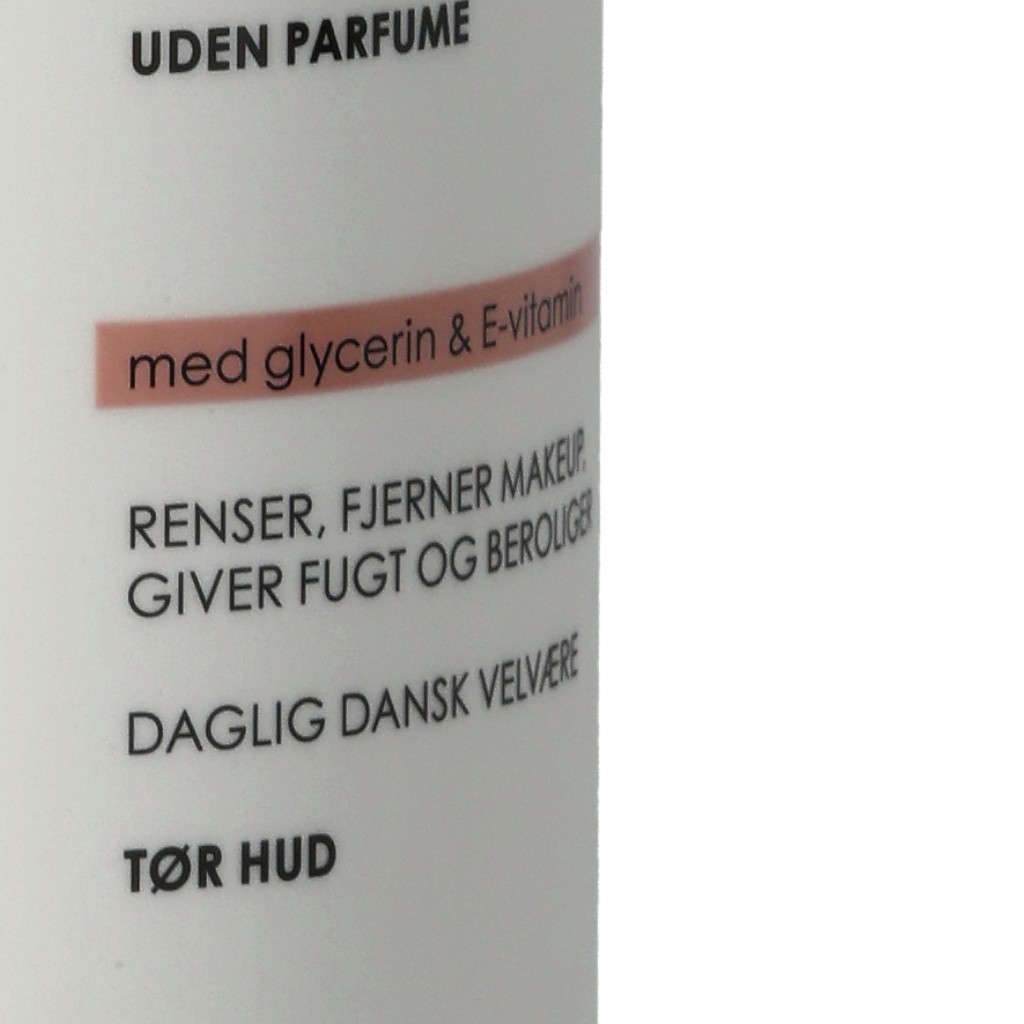 UDEN PARFUME
med glycerin & E-vitamin
RENSER, FJERNER MAKEUP,
GIVER FUGT OG BEROLIGER
DAGLIG DANSK VELVÆRE
TØR HUD